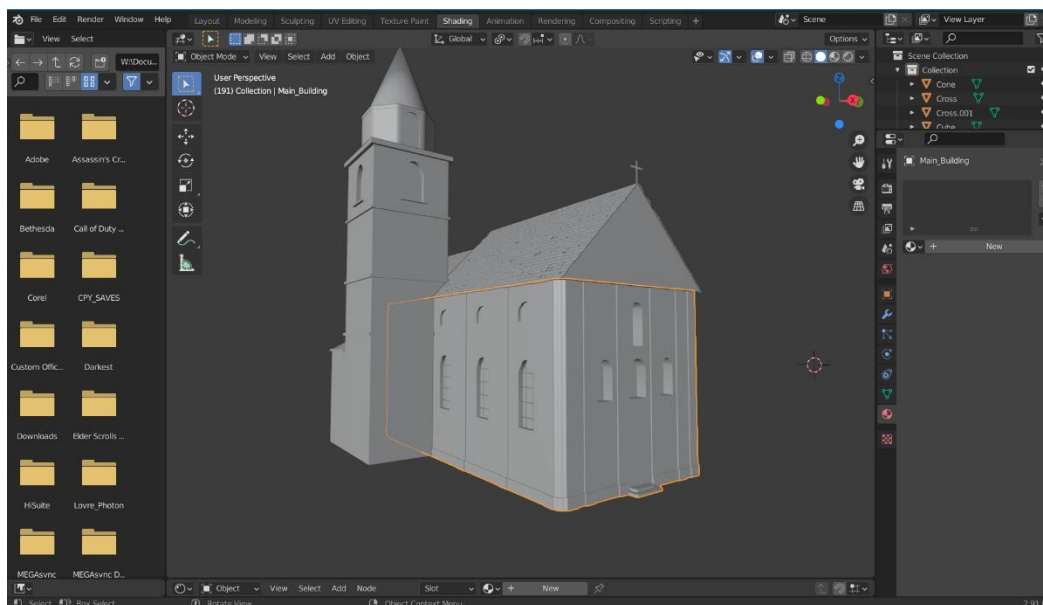 File Edit Render Window Help Layout Modeling Sculpting UV Editing Texture Paint Shading Animation Rendering Compositing Scripting + Scene View Layer
View Select Global Options
W:\Docu... Object Mode View Select Add Object Scene Collection
Collection
User Perspective
(191) Collection | Main_Building
Cone
Cross
Cross.001
Cube
Adobe Assassin's Cr...
Main_Building
Bethesda Call of Duty ...
New
Corel CPY_SAVES
Custom Offic... Darkest
Downloads Elder Scrolls ...
HiSuite Lovre_Photon
MEGAsync MEGAsync D...
Object View Select Add Node Slot New
Select Box Select Rotate View Object Context Menu 2.91